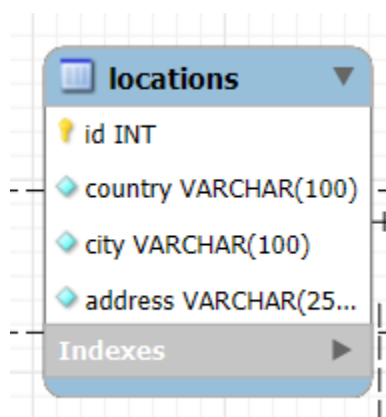 locations
id INT
country VARCHAR(100)
city VARCHAR(100)
address VARCHAR(25...
Indexes